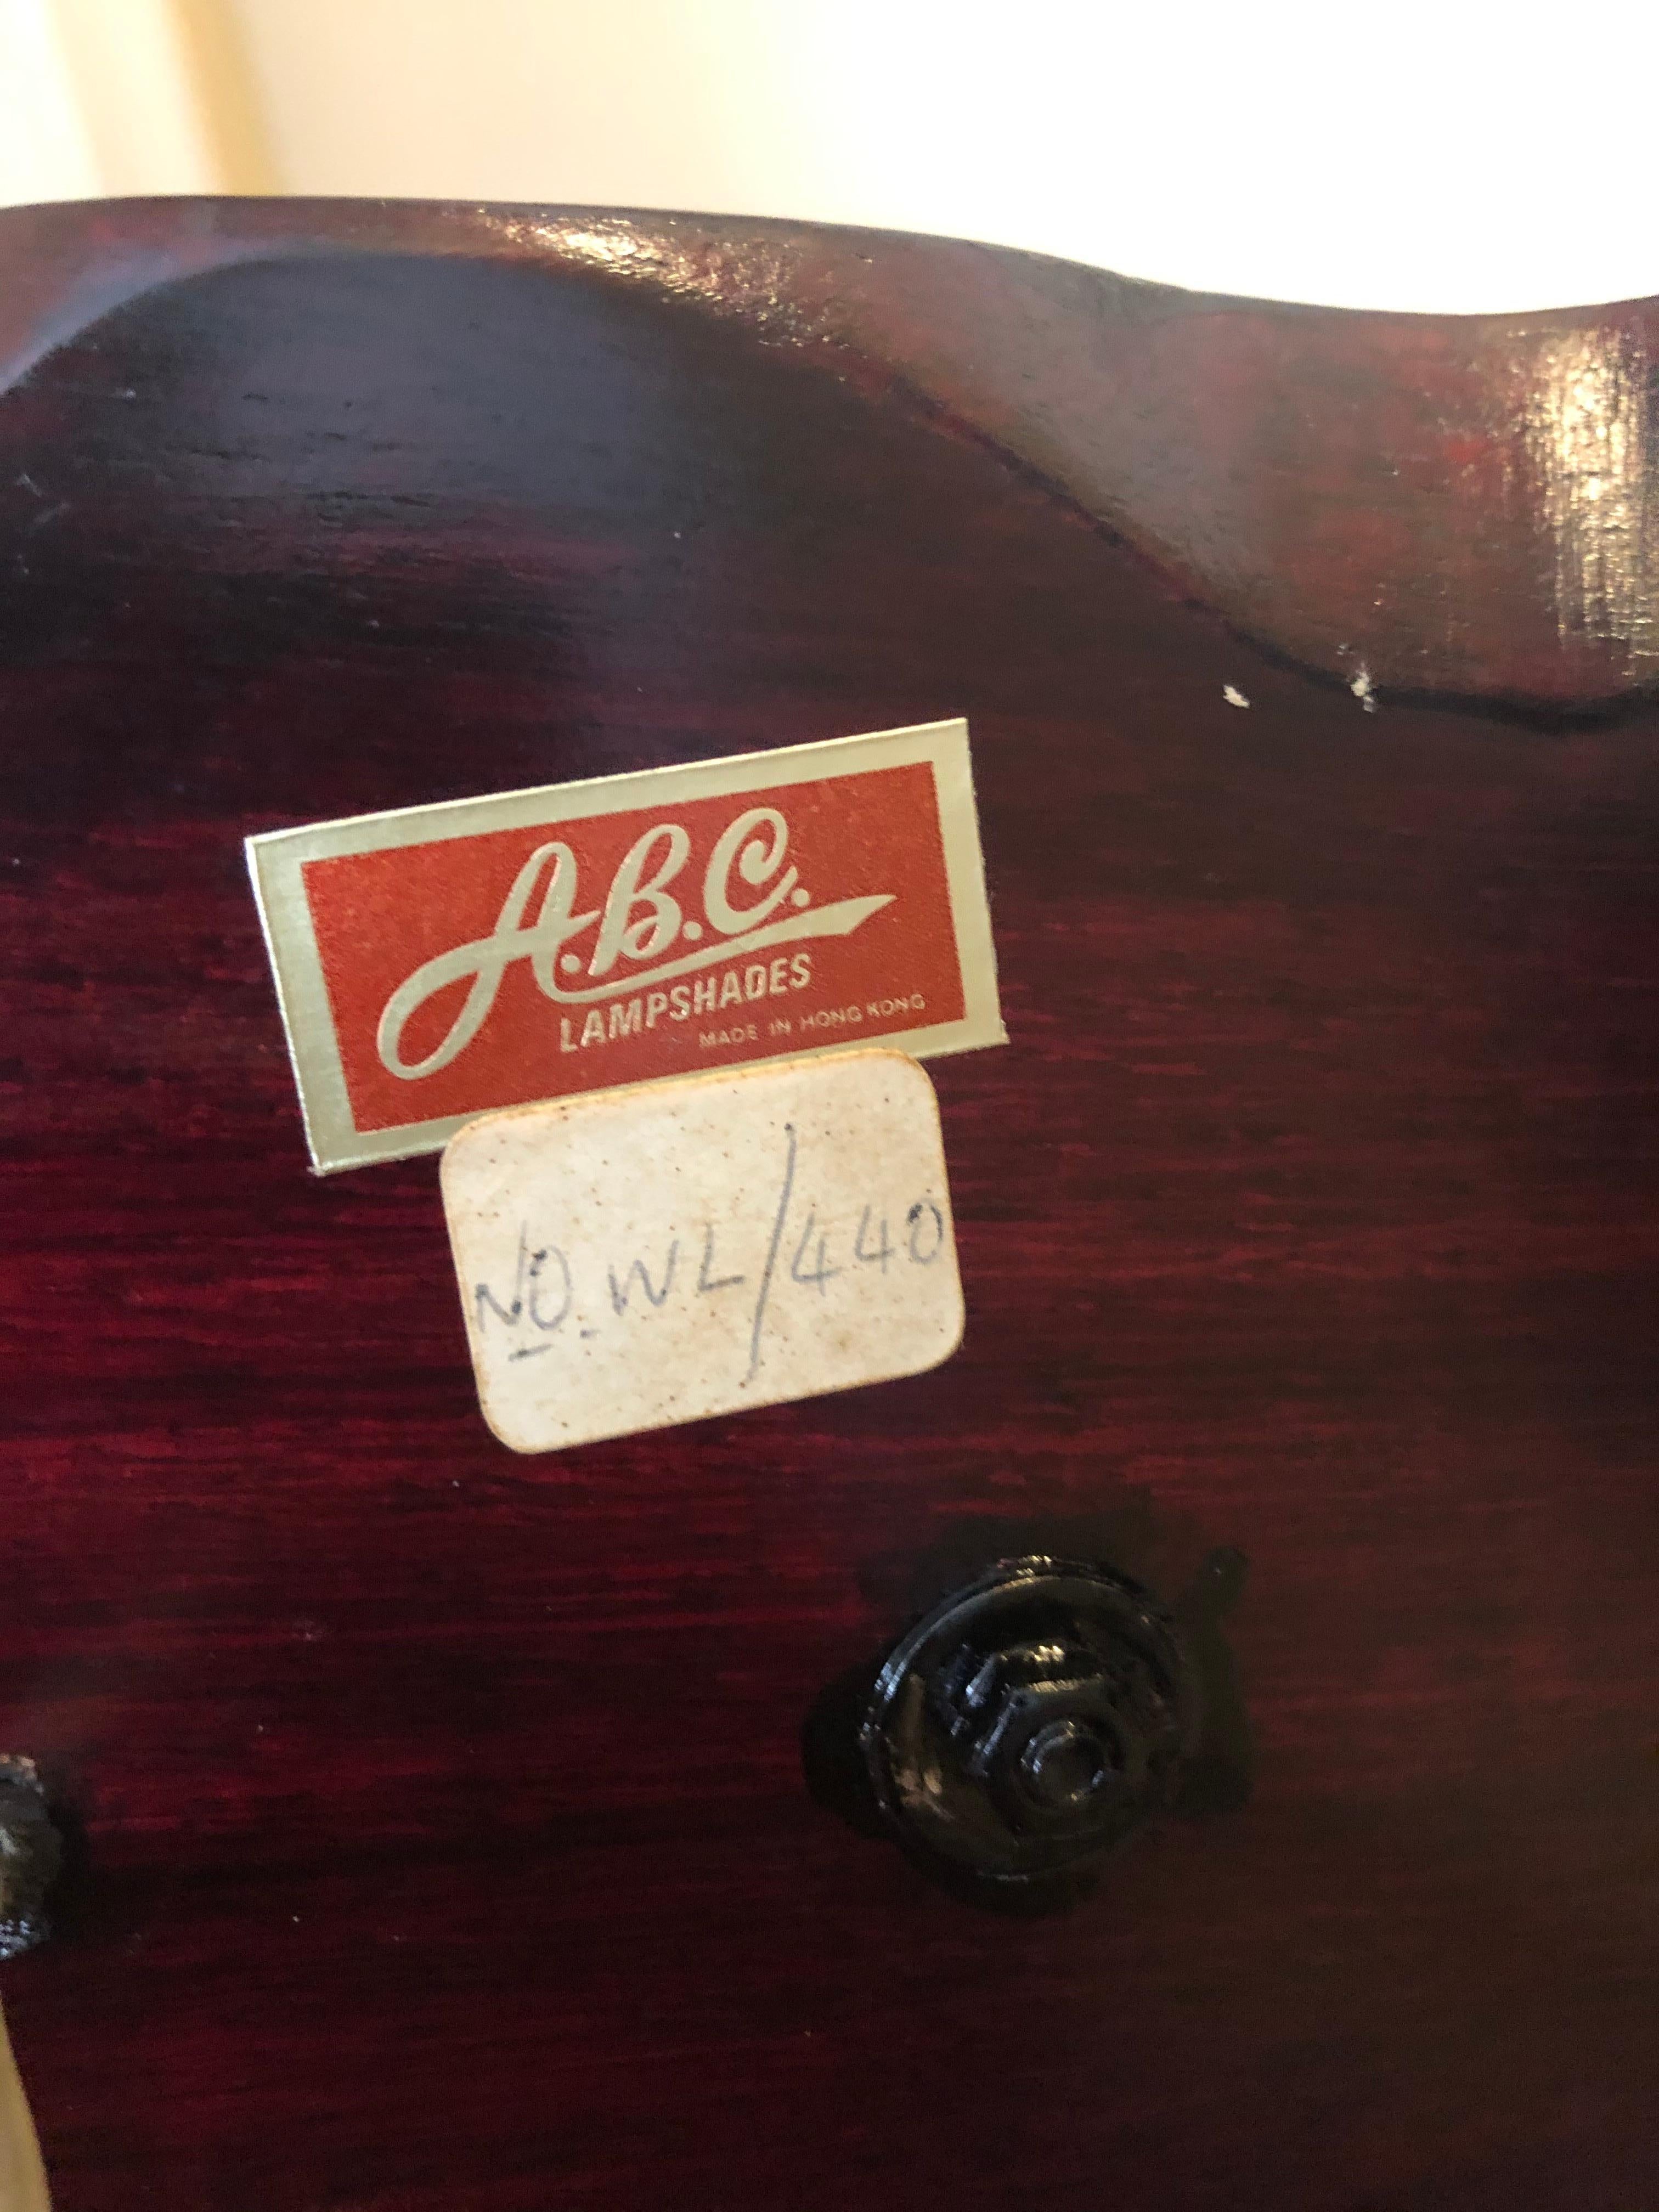 A.B.C.
LAMPSHADES
MADE IN HONG KONG
NO. WL/440